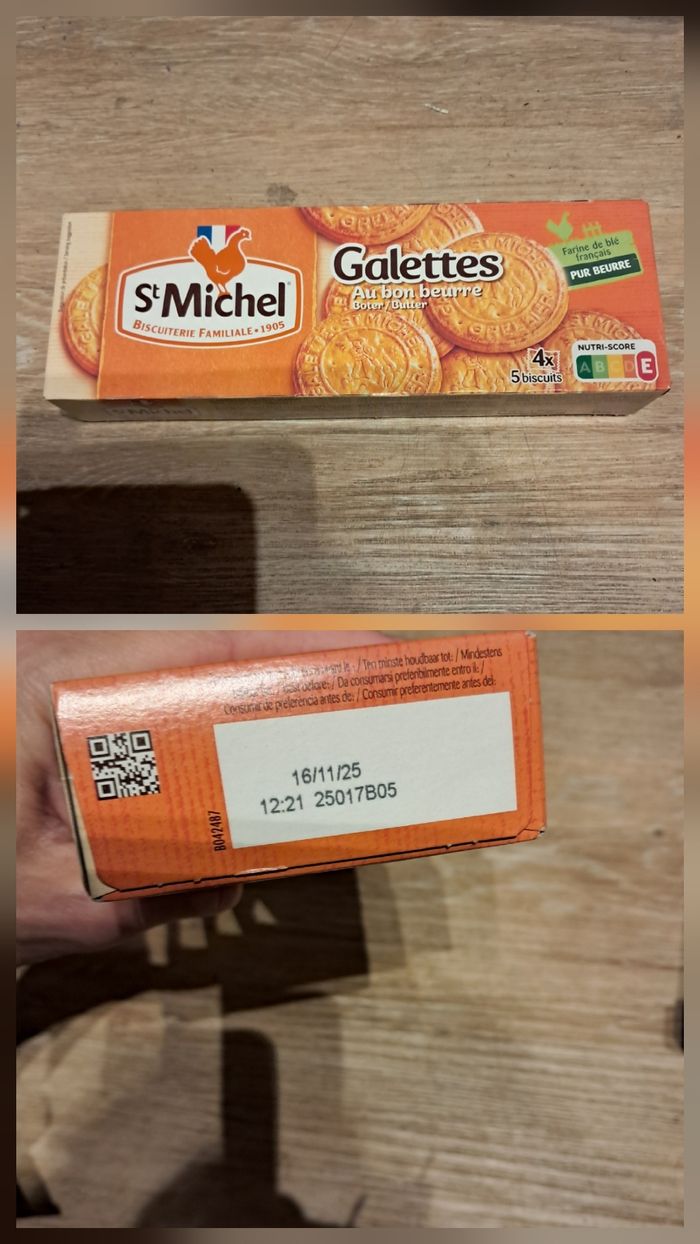 St Michel
BISCUITERIE FAMILIALE • 1905
Galettes
Au bon beurre
Boter / Butter
Farine de blé
français
PUR BEURRE
4x
5 biscuits
NUTRI-SCORE
A B C D E
/ Ten minste houdbaar tot: / Mindestens
before: / Da consumarsi preferibilmente entro il: /
Consumir de preferência antes de: / Consumir preferentemente antes del:
16/11/25
12:21 25017B05
B042487